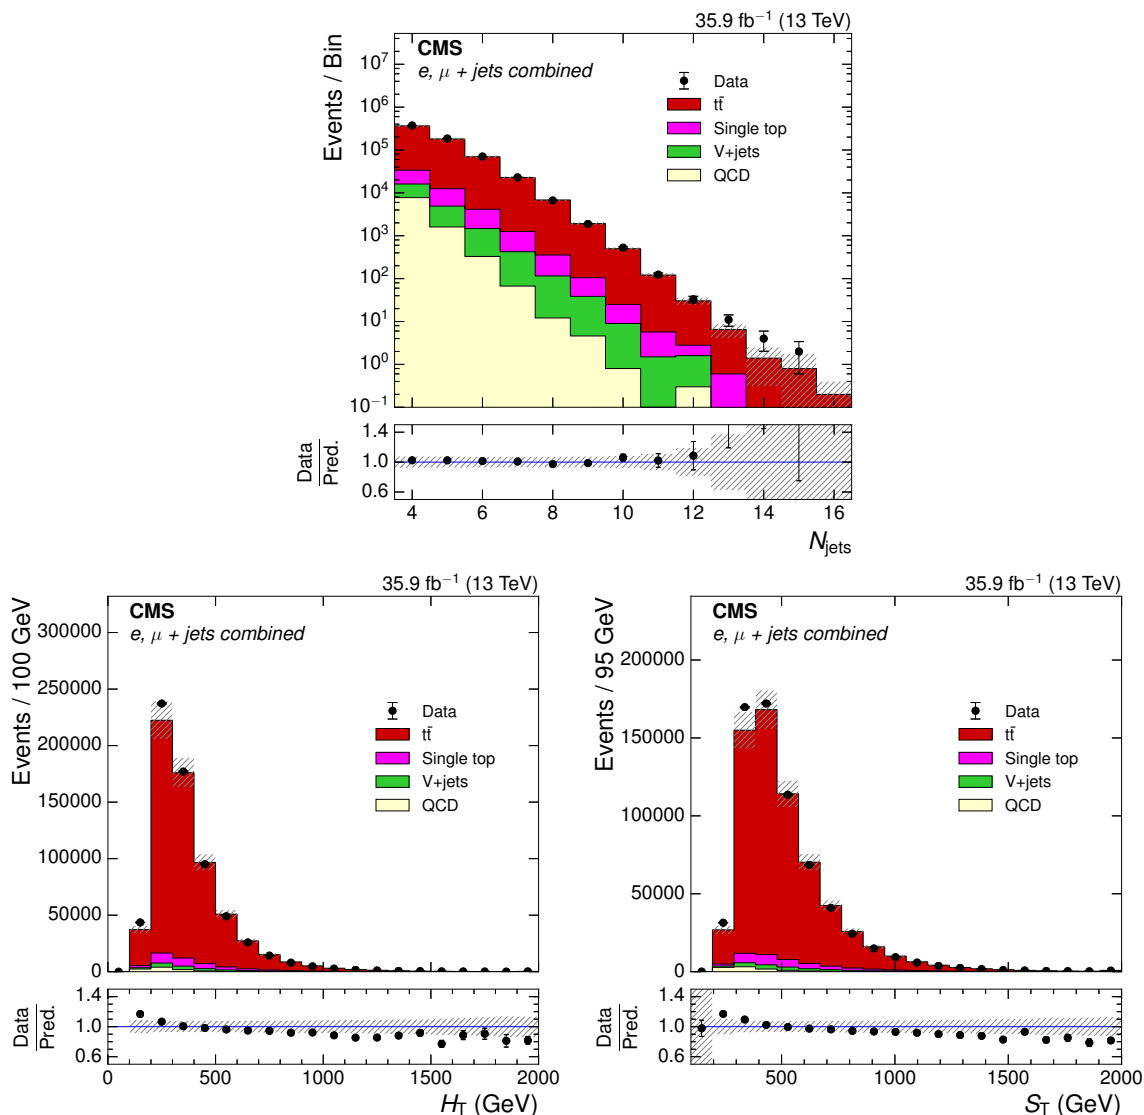 35.9 fb⁻¹ (13 TeV)
CMS
e, μ + jets combined
Events / Bin
10⁷
10⁶
10⁵
10⁴
10³
10²
10¹
10⁰
10⁻¹
Data
tt̄
Single top
V+jets
QCD
Data
Pred.
1.4
1.0
0.6
4 6 8 10 12 14 16
N_jets
35.9 fb⁻¹ (13 TeV)
CMS
e, μ + jets combined
Events / 100 GeV
300000
250000
200000
150000
100000
50000
0
Data
tt̄
Single top
V+jets
QCD
Data
Pred.
1.4
1.0
0.6
0 500 1000 1500 2000
H_T (GeV)
35.9 fb⁻¹ (13 TeV)
CMS
e, μ + jets combined
Events / 95 GeV
200000
150000
100000
50000
0
Data
tt̄
Single top
V+jets
QCD
Data
Pred.
1.4
1.0
0.6
500 1000 1500 2000
S_T (GeV)